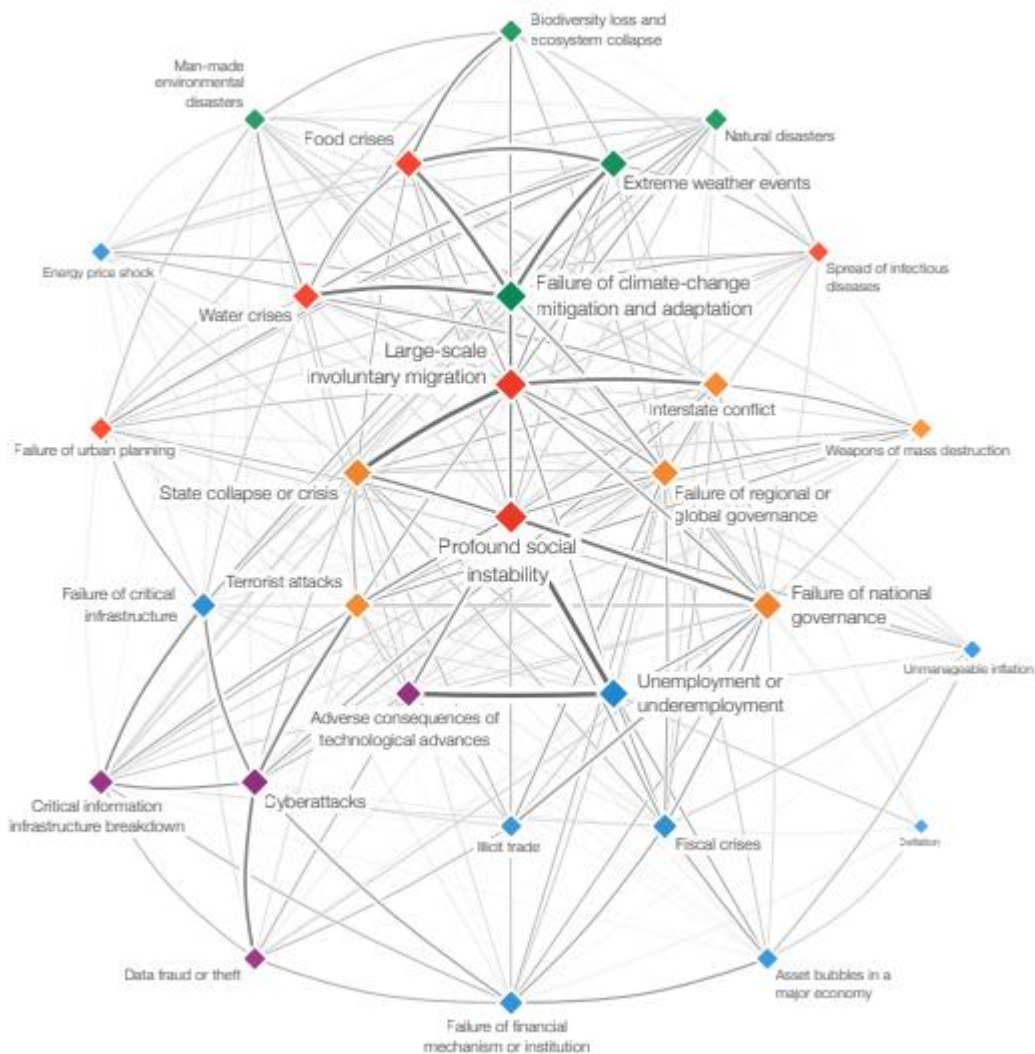 Biodiversity loss and
ecosystem collapse
Man-made
environmental
disasters
Food crises
Natural disasters
Extreme weather events
Energy price shock
Spread of infectious
diseases
Water crises
Failure of climate-change
mitigation and adaptation
Large-scale
involuntary migration
Interstate conflict
Failure of urban planning
Weapons of mass destruction
State collapse or crisis
Failure of regional or
global governance
Profound social
instability
Terrorist attacks
Failure of critical
infrastructure
Failure of national
governance
Unmanageable inflation
Unemployment or
underemployment
Adverse consequences of
technological advances
Critical information
infrastructure breakdown
Cyberattacks
Illicit trade
Fiscal crises
Deflation
Data fraud or theft
Asset bubbles in a
major economy
Failure of financial
mechanism or institution